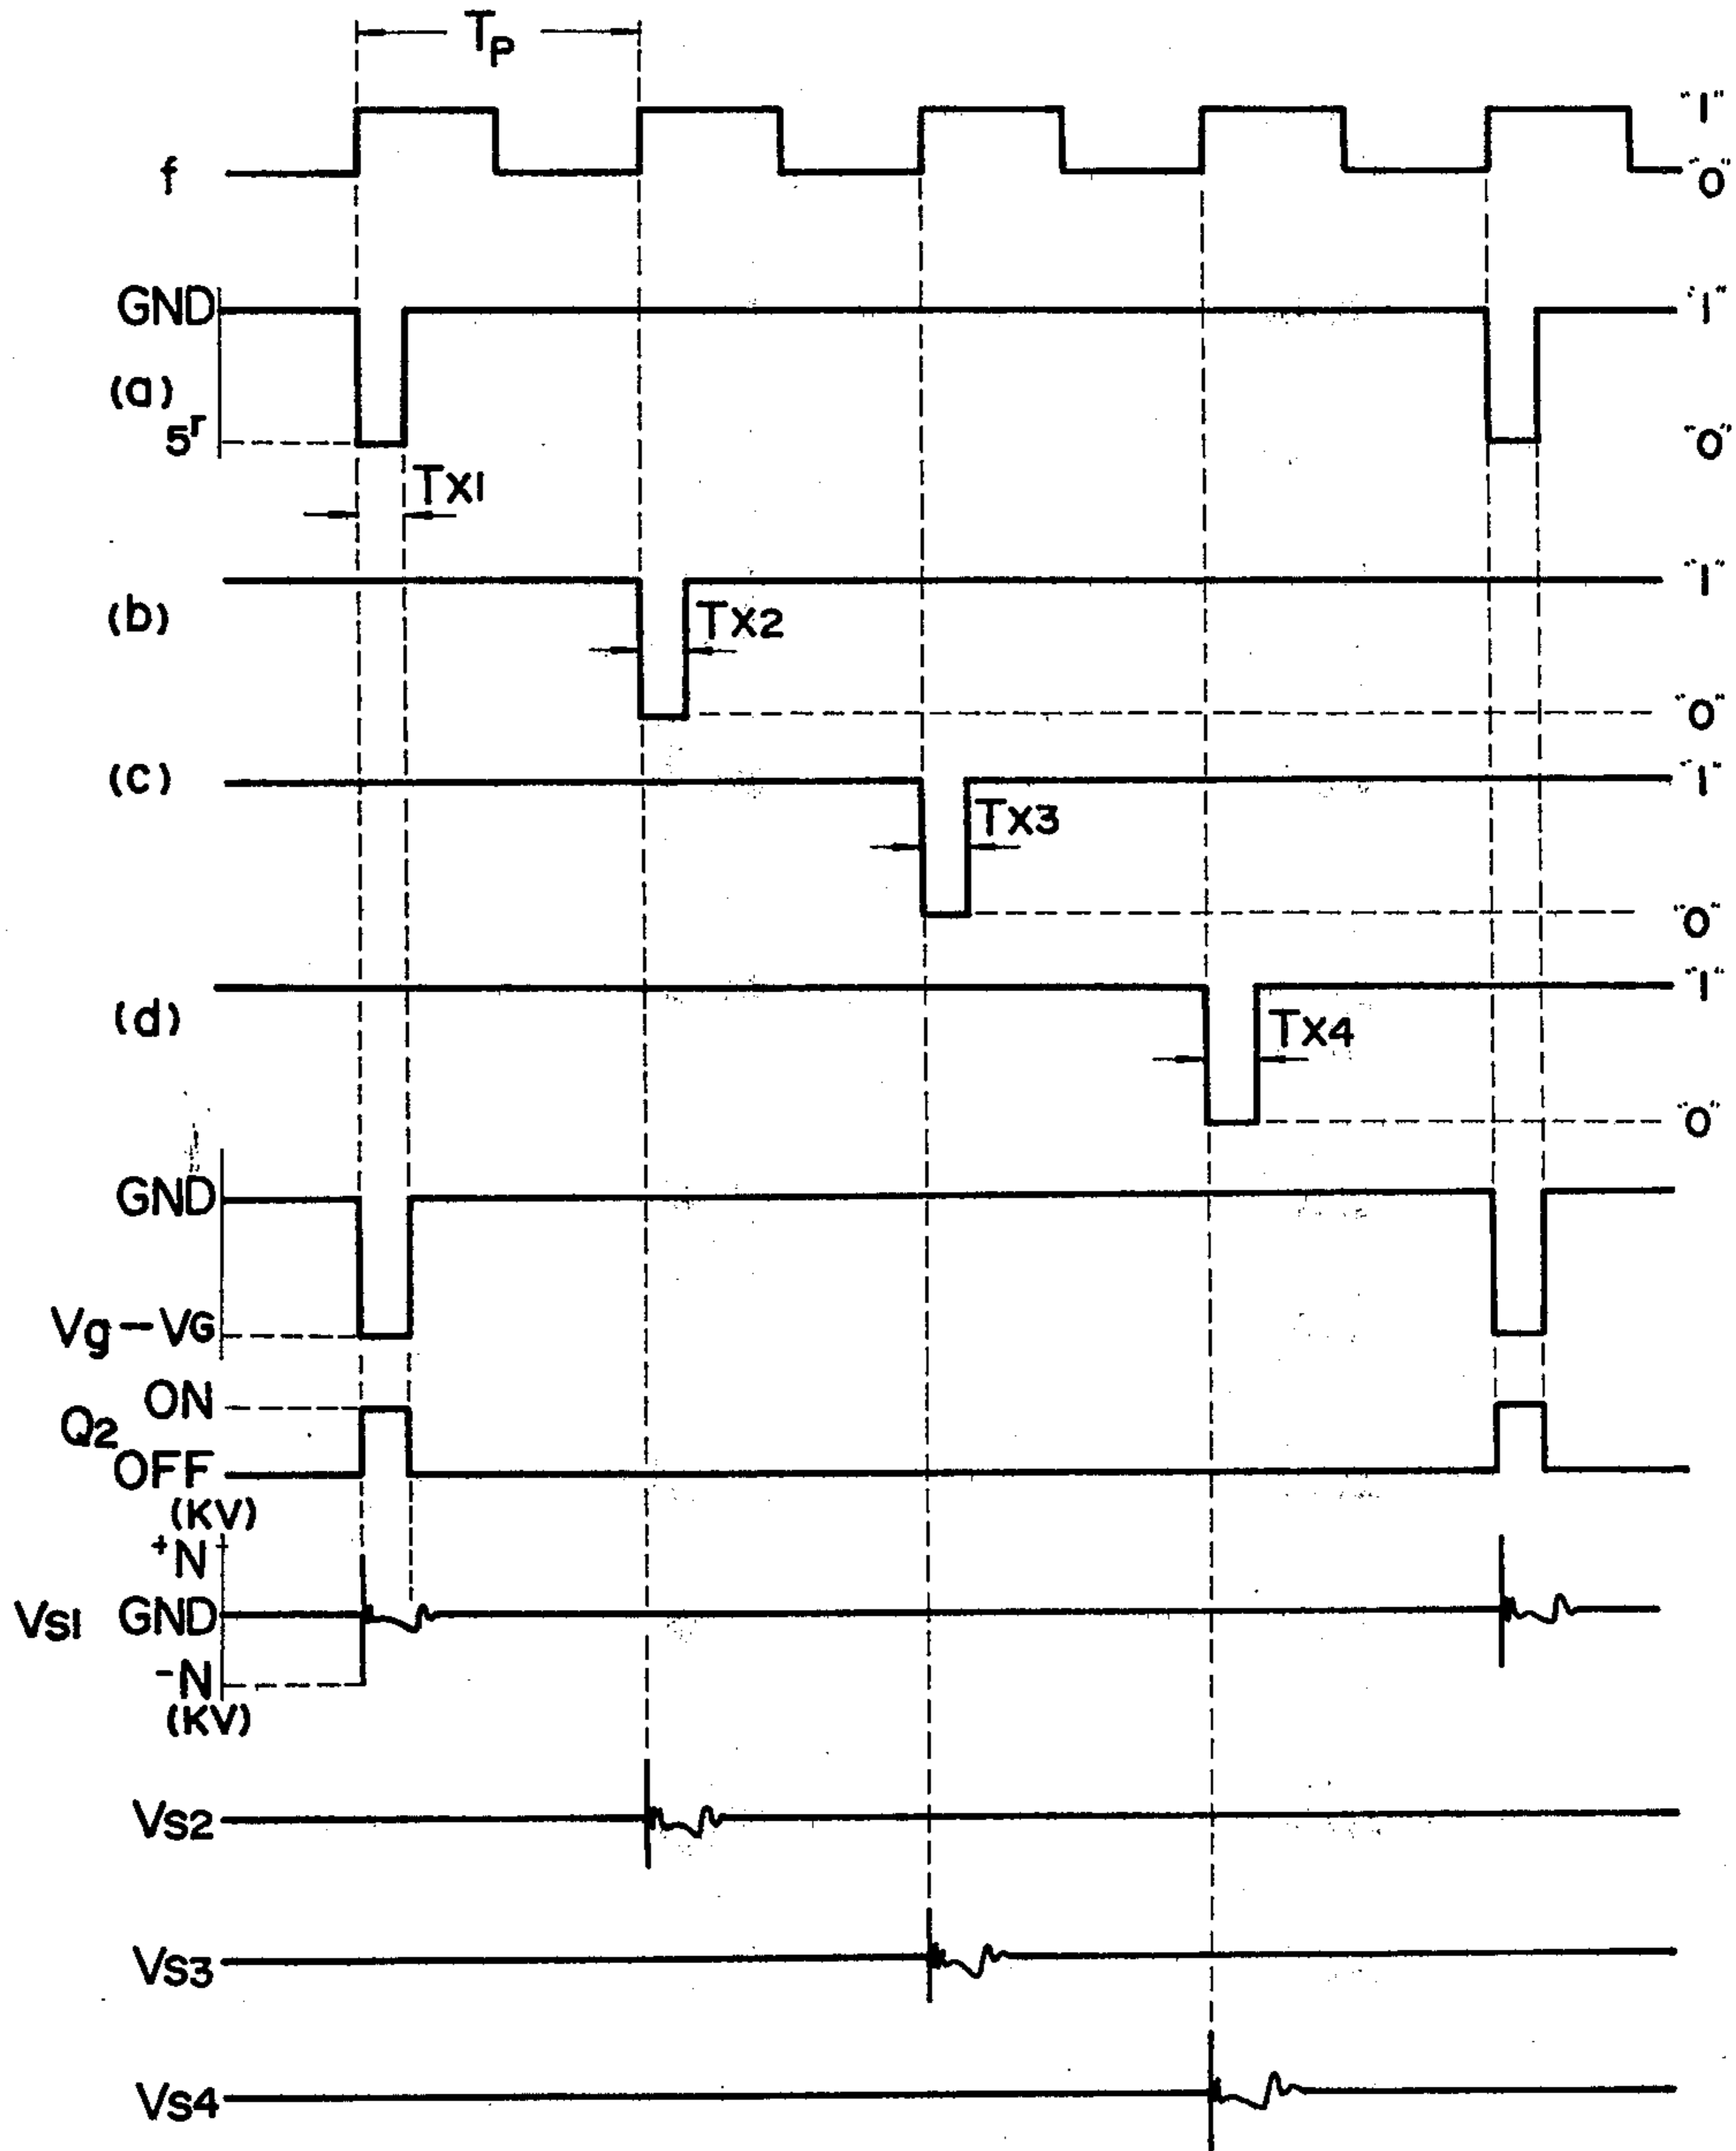 Tp
f "1"
"0"
GND "1"
(a)
5r "0"
Tx1
(b) "1"
Tx2
"0"
(c) "1"
Tx3
"0"
(d) "1"
Tx4
"0"
GND
Vg-VG
ON
Q2
OFF
(KV)
+N
VS1 GND
-N
(KV)
VS2
VS3
VS4